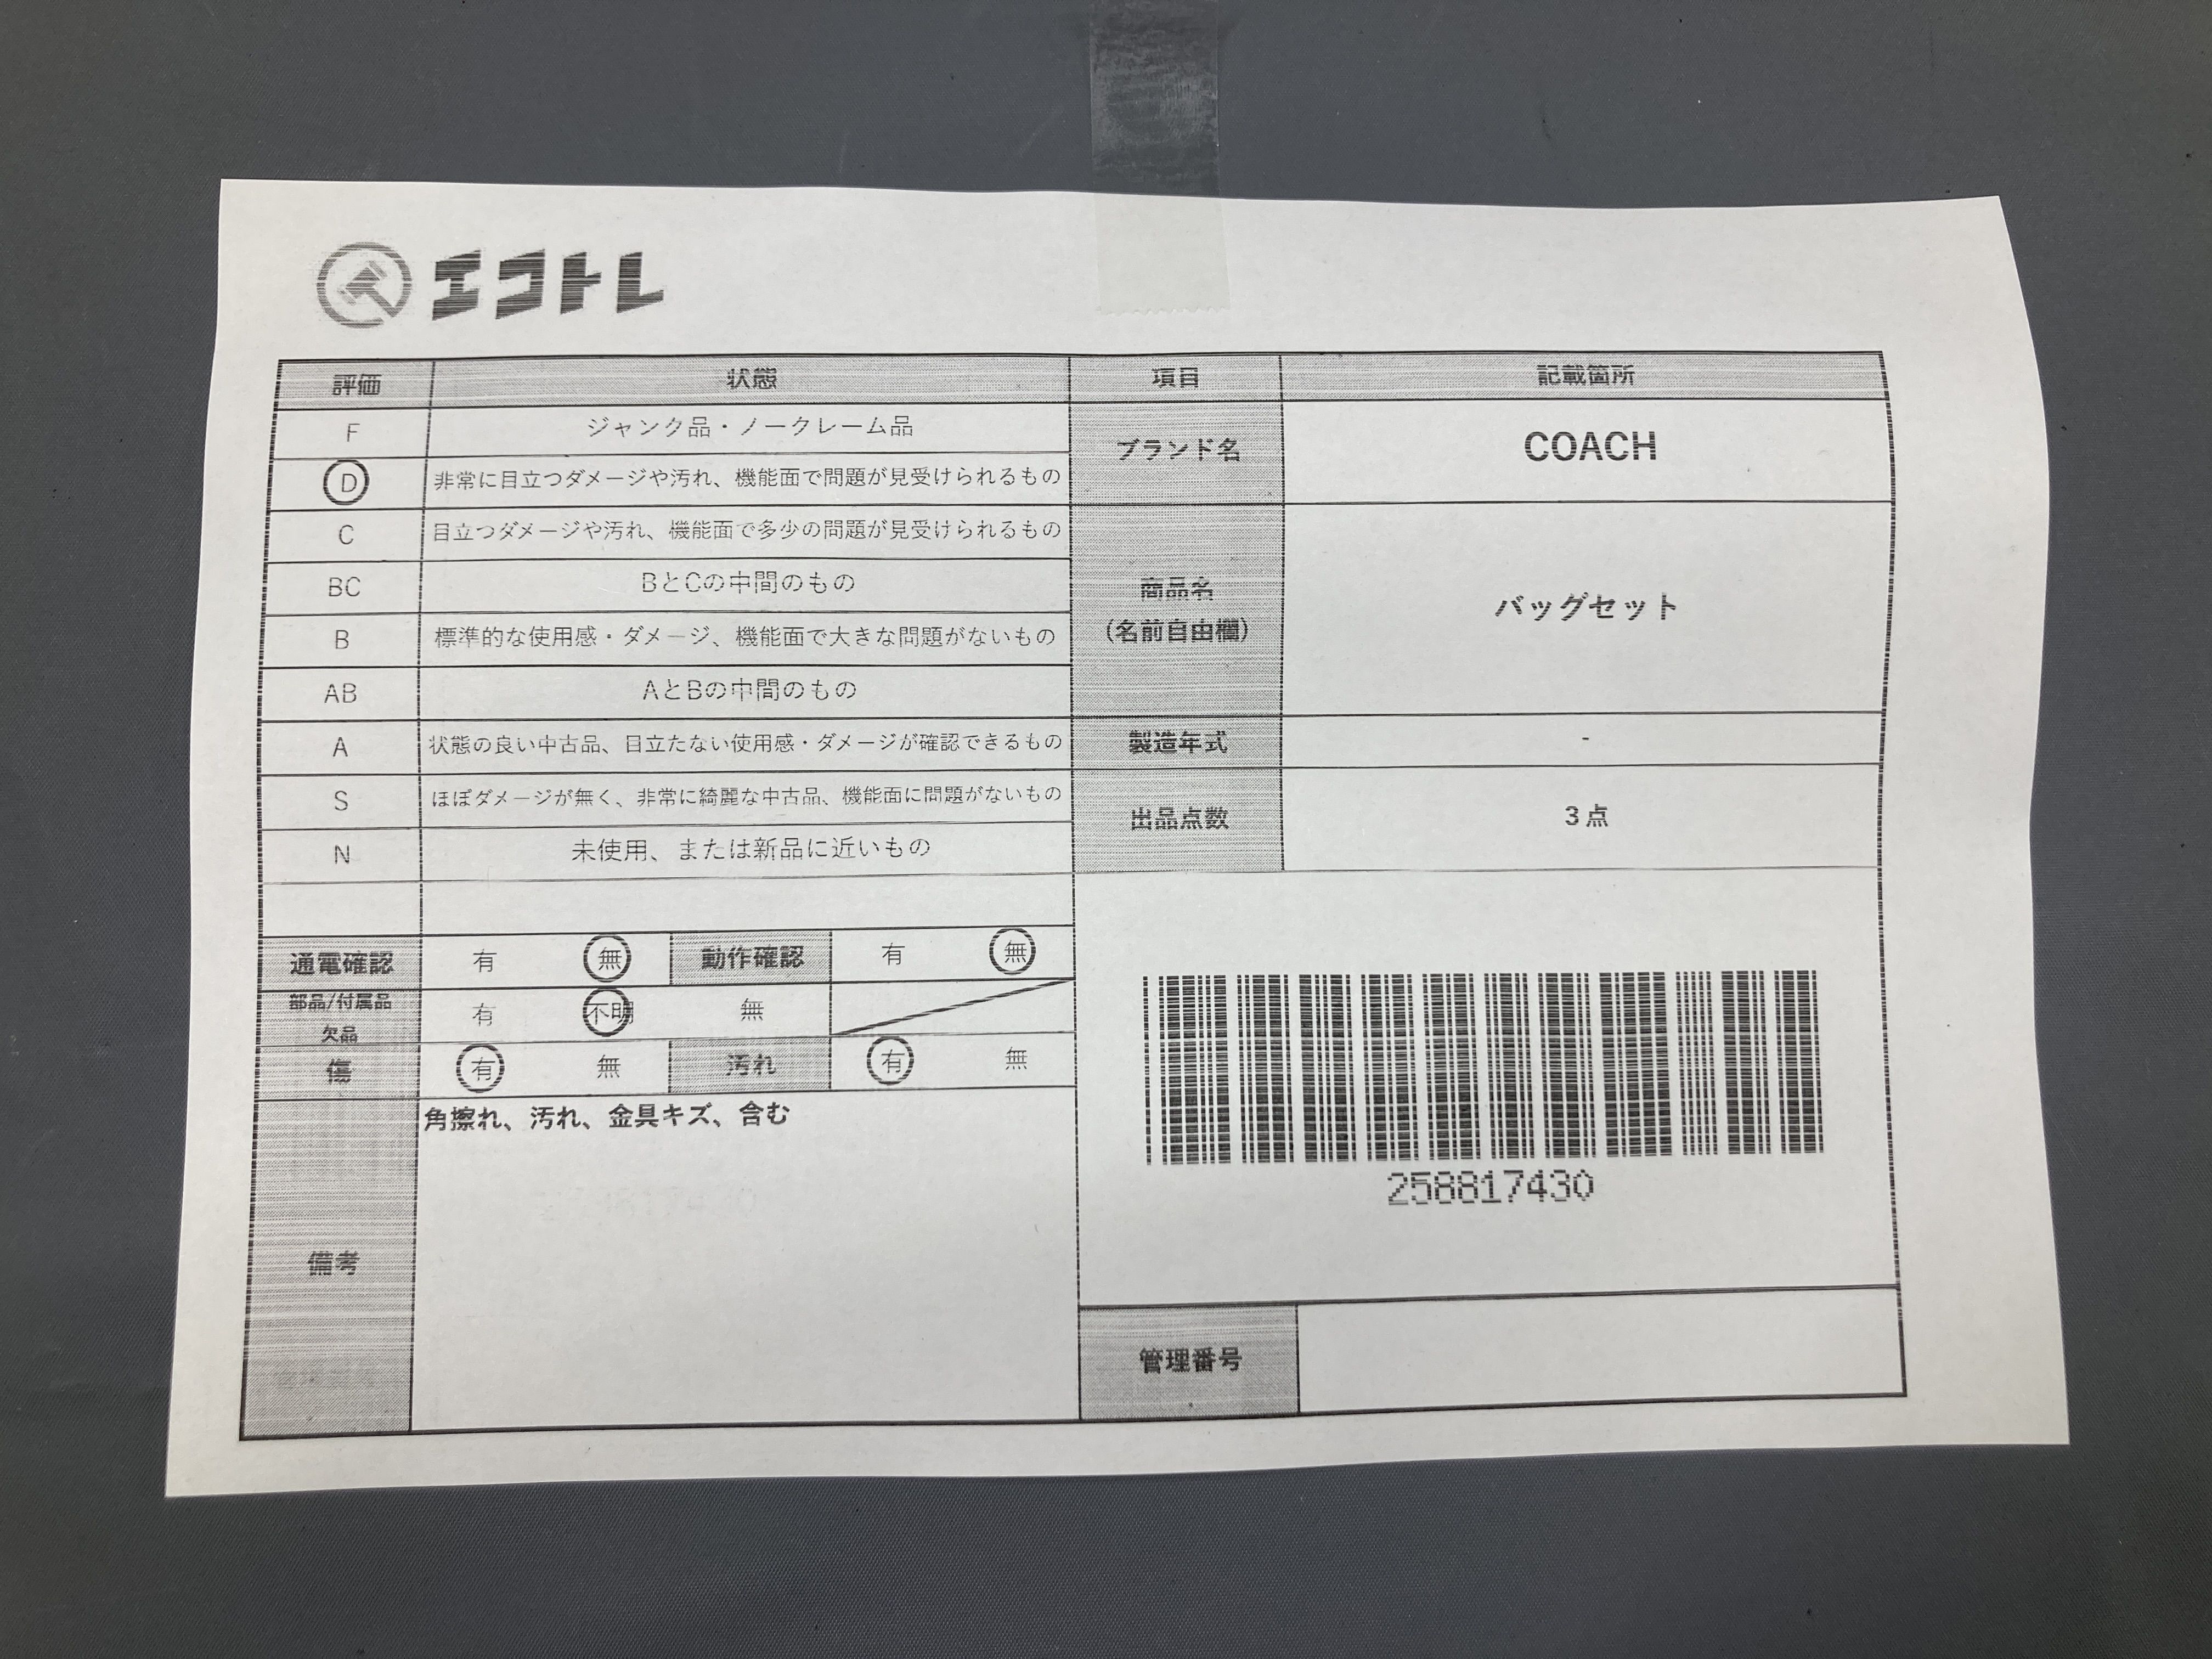 エコトレ
評価 状態 項目 記載箇所
F ジャンク品・ノークレーム品
D 非常に目立つダメージや汚れ、機能面で問題が見受けられるもの
ブランド名 COACH
C 目立つダメージや汚れ、機能面で多少の問題が見受けられるもの
BC BとCの中間のもの
B 標準的な使用感・ダメージ、機能面で大きな問題がないもの
商品名
(名前自由欄)
バッグセット
AB AとBの中間のもの
A 状態の良い中古品、目立たない使用感・ダメージが確認できるもの
製造年式 -
S ほぼダメージが無く、非常に綺麗な中古品、機能面に問題がないもの
出品点数 3点
N 未使用、または新品に近いもの
通電確認 有 無 動作確認 有 無
部品/付属品
欠品
有 不明 無
傷 有 無 汚れ 有 無
備考
角擦れ、汚れ、金具キズ、含む
258817430
管理番号